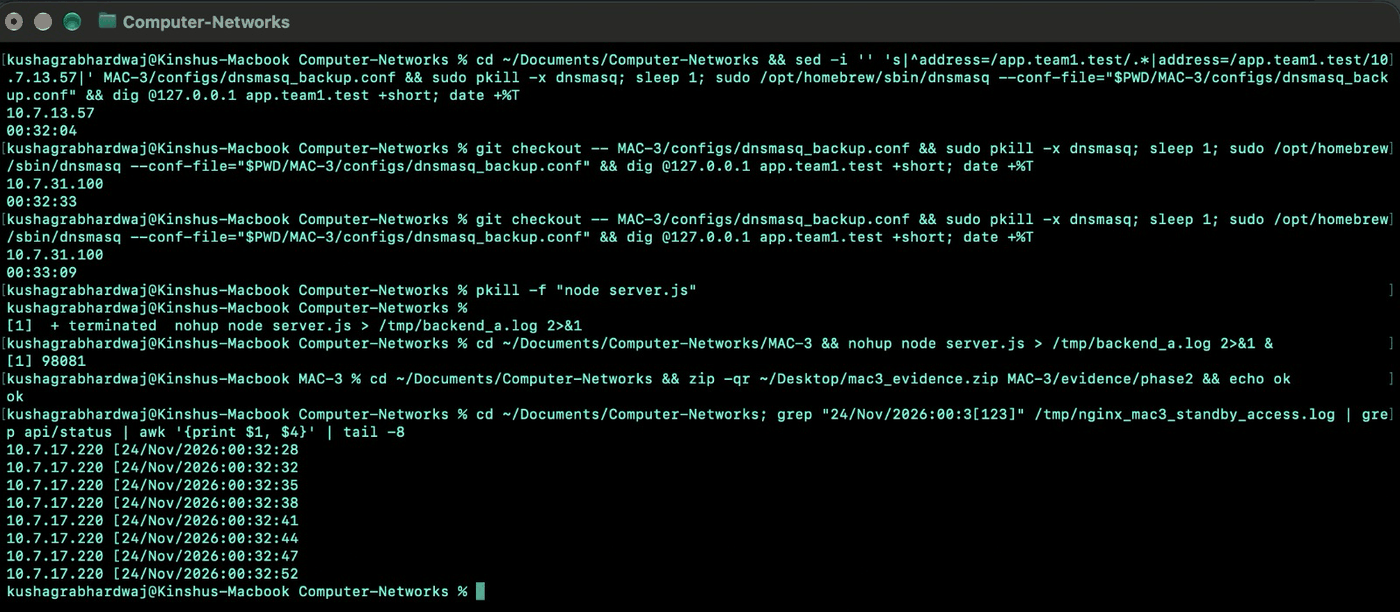 Computer-Networks
[kushagrabhardwaj@Kinshus-Macbook Computer-Networks % cd ~/Documents/Computer-Networks && sed -i '' 's|^address=/app.team1.test/.*|address=/app.team1.test/10]
.7.13.57|' MAC-3/configs/dnsmasq_backup.conf && sudo pkill -x dnsmasq; sleep 1; sudo /opt/homebrew/sbin/dnsmasq --conf-file="$PWD/MAC-3/configs/dnsmasq_back
up.conf" && dig @127.0.0.1 app.team1.test +short; date +%T
10.7.13.57
00:32:04
[kushagrabhardwaj@Kinshus-Macbook Computer-Networks % git checkout -- MAC-3/configs/dnsmasq_backup.conf && sudo pkill -x dnsmasq; sleep 1; sudo /opt/homebrew]
/sbin/dnsmasq --conf-file="$PWD/MAC-3/configs/dnsmasq_backup.conf" && dig @127.0.0.1 app.team1.test +short; date +%T
10.7.31.100
00:32:33
[kushagrabhardwaj@Kinshus-Macbook Computer-Networks % git checkout -- MAC-3/configs/dnsmasq_backup.conf && sudo pkill -x dnsmasq; sleep 1; sudo /opt/homebrew]
/sbin/dnsmasq --conf-file="$PWD/MAC-3/configs/dnsmasq_backup.conf" && dig @127.0.0.1 app.team1.test +short; date +%T
10.7.31.100
00:33:09
[kushagrabhardwaj@Kinshus-Macbook Computer-Networks % pkill -f "node server.js" ]
kushagrabhardwaj@Kinshus-Macbook Computer-Networks %
[1]  + terminated  nohup node server.js > /tmp/backend_a.log 2>&1
[kushagrabhardwaj@Kinshus-Macbook Computer-Networks % cd ~/Documents/Computer-Networks/MAC-3 && nohup node server.js > /tmp/backend_a.log 2>&1 & ]
[1] 98081
[kushagrabhardwaj@Kinshus-Macbook MAC-3 % cd ~/Documents/Computer-Networks && zip -qr ~/Desktop/mac3_evidence.zip MAC-3/evidence/phase2 && echo ok ]
ok
[kushagrabhardwaj@Kinshus-Macbook Computer-Networks % cd ~/Documents/Computer-Networks; grep "24/Nov/2026:00:3[123]" /tmp/nginx_mac3_standby_access.log | gre]
p api/status | awk '{print $1, $4}' | tail -8
10.7.17.220 [24/Nov/2026:00:32:28
10.7.17.220 [24/Nov/2026:00:32:32
10.7.17.220 [24/Nov/2026:00:32:35
10.7.17.220 [24/Nov/2026:00:32:38
10.7.17.220 [24/Nov/2026:00:32:41
10.7.17.220 [24/Nov/2026:00:32:44
10.7.17.220 [24/Nov/2026:00:32:47
10.7.17.220 [24/Nov/2026:00:32:52
kushagrabhardwaj@Kinshus-Macbook Computer-Networks %